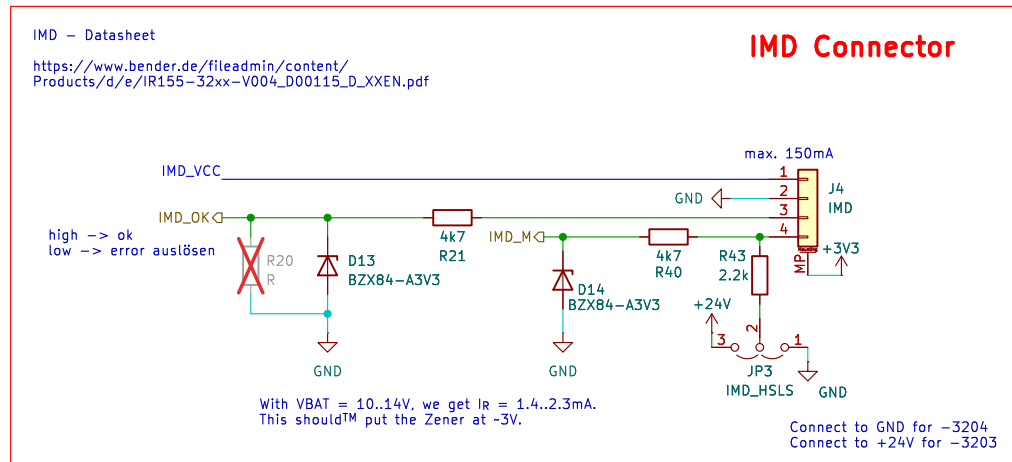 IMD - Datasheet
IMD Connector
https://www.bender.de/fileadmin/content/
Products/d/e/IR155-32xx-V004_D00115_D_XXEN.pdf
max. 150mA
IMD_VCC
1
2
3
4
J4
IMD
GND
IMD_OK
4k7
R21
IMD_M
4k7
R40
high -> ok
low -> error auslösen
R20
R
D13
BZX84-A3V3
D14
BZX84-A3V3
R43
2.2k
MP
+3V3
+24V
3
2
1
JP3
IMD_HSLS
GND
GND
GND
With VBAT = 10..14V, we get IR = 1.4..2.3mA.
This should™ put the Zener at ~3V.
Connect to GND for -3204
Connect to +24V for -3203